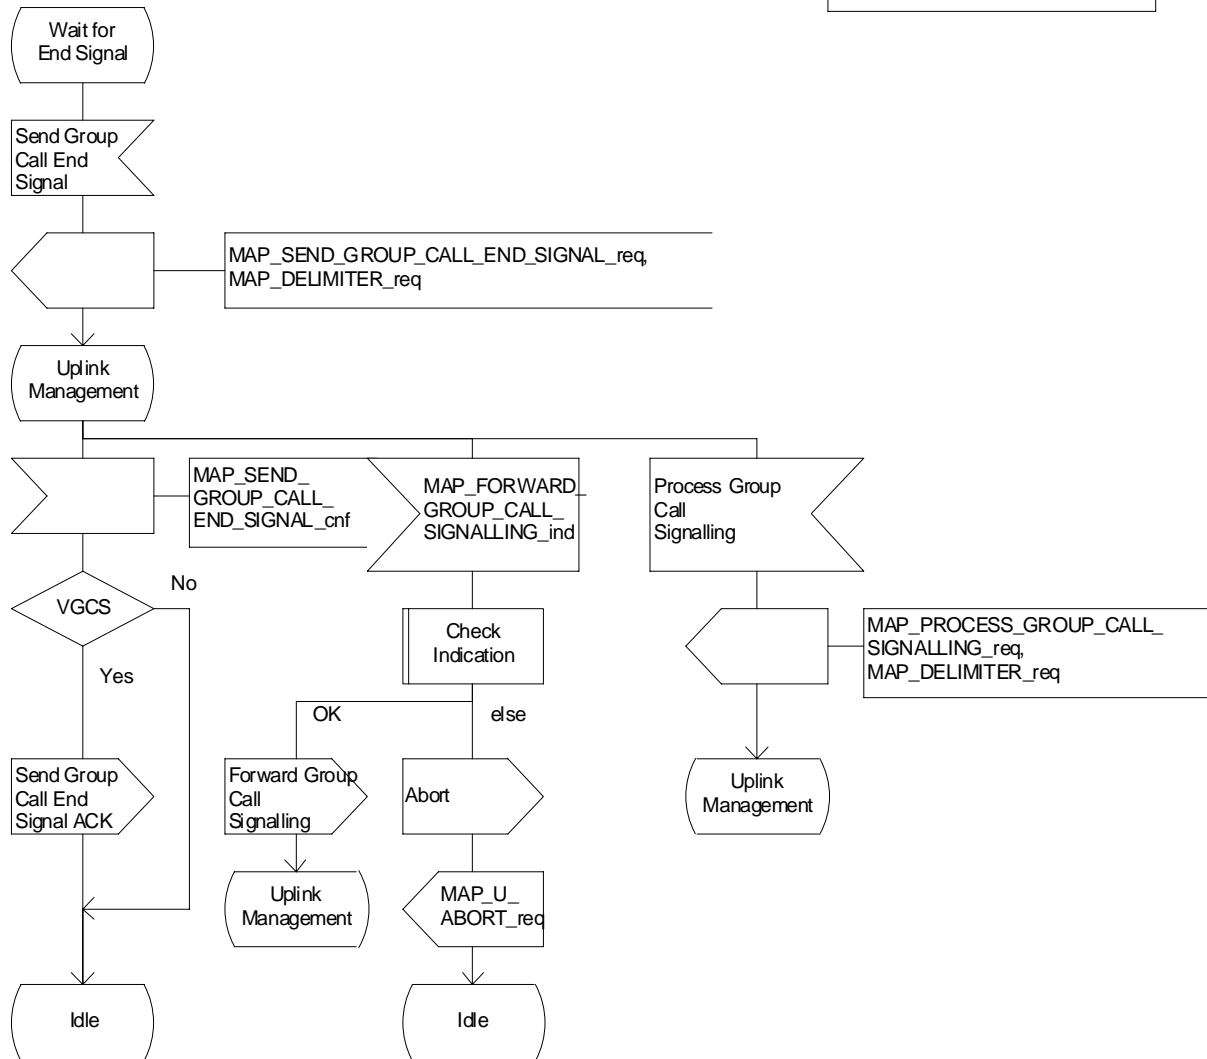 Wait for
End Signal
Send Group
Call End
Signal
MAP_SEND_GROUP_CALL_END_SIGNAL_req,
MAP_DELIMITER_req
Uplink
Management
MAP_SEND_
GROUP_CALL_
END_SIGNAL_cnf
MAP_FORWARD_
GROUP_CALL_
SIGNALLING_ind
Process Group
Call
Signalling
VGCS
No
Yes
Check
Indication
MAP_PROCESS_GROUP_CALL_
SIGNALLING_req,
MAP_DELIMITER_req
OK
else
Send Group
Call End
Signal ACK
Forward Group
Call
Signalling
Abort
Uplink
Management
Uplink
Management
MAP_U_
ABORT_req
Idle
Idle